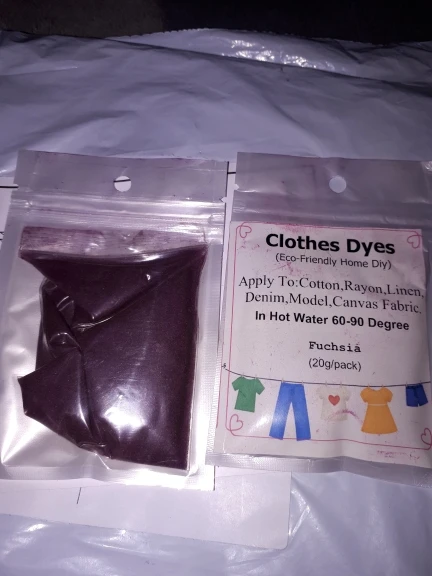 Clothes Dyes
(Eco-Friendly Home Diy)
Apply To:Cotton,Rayon,Linen,
Denim,Model,Canvas Fabric.
In Hot Water 60-90 Degree
Fuchsia
(20g/pack)